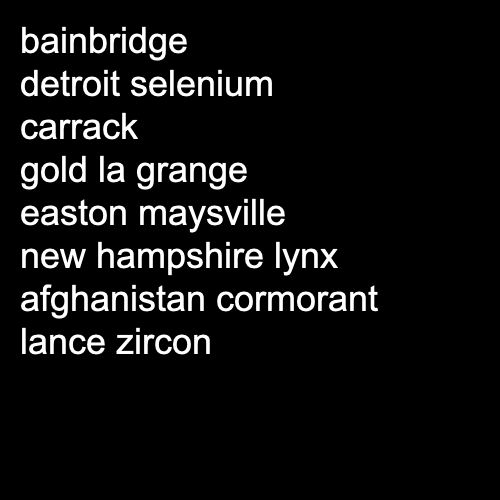 bainbridge
detroit selenium
carrack
gold la grange
easton maysville
new hampshire lynx
afghanistan cormorant
lance zircon